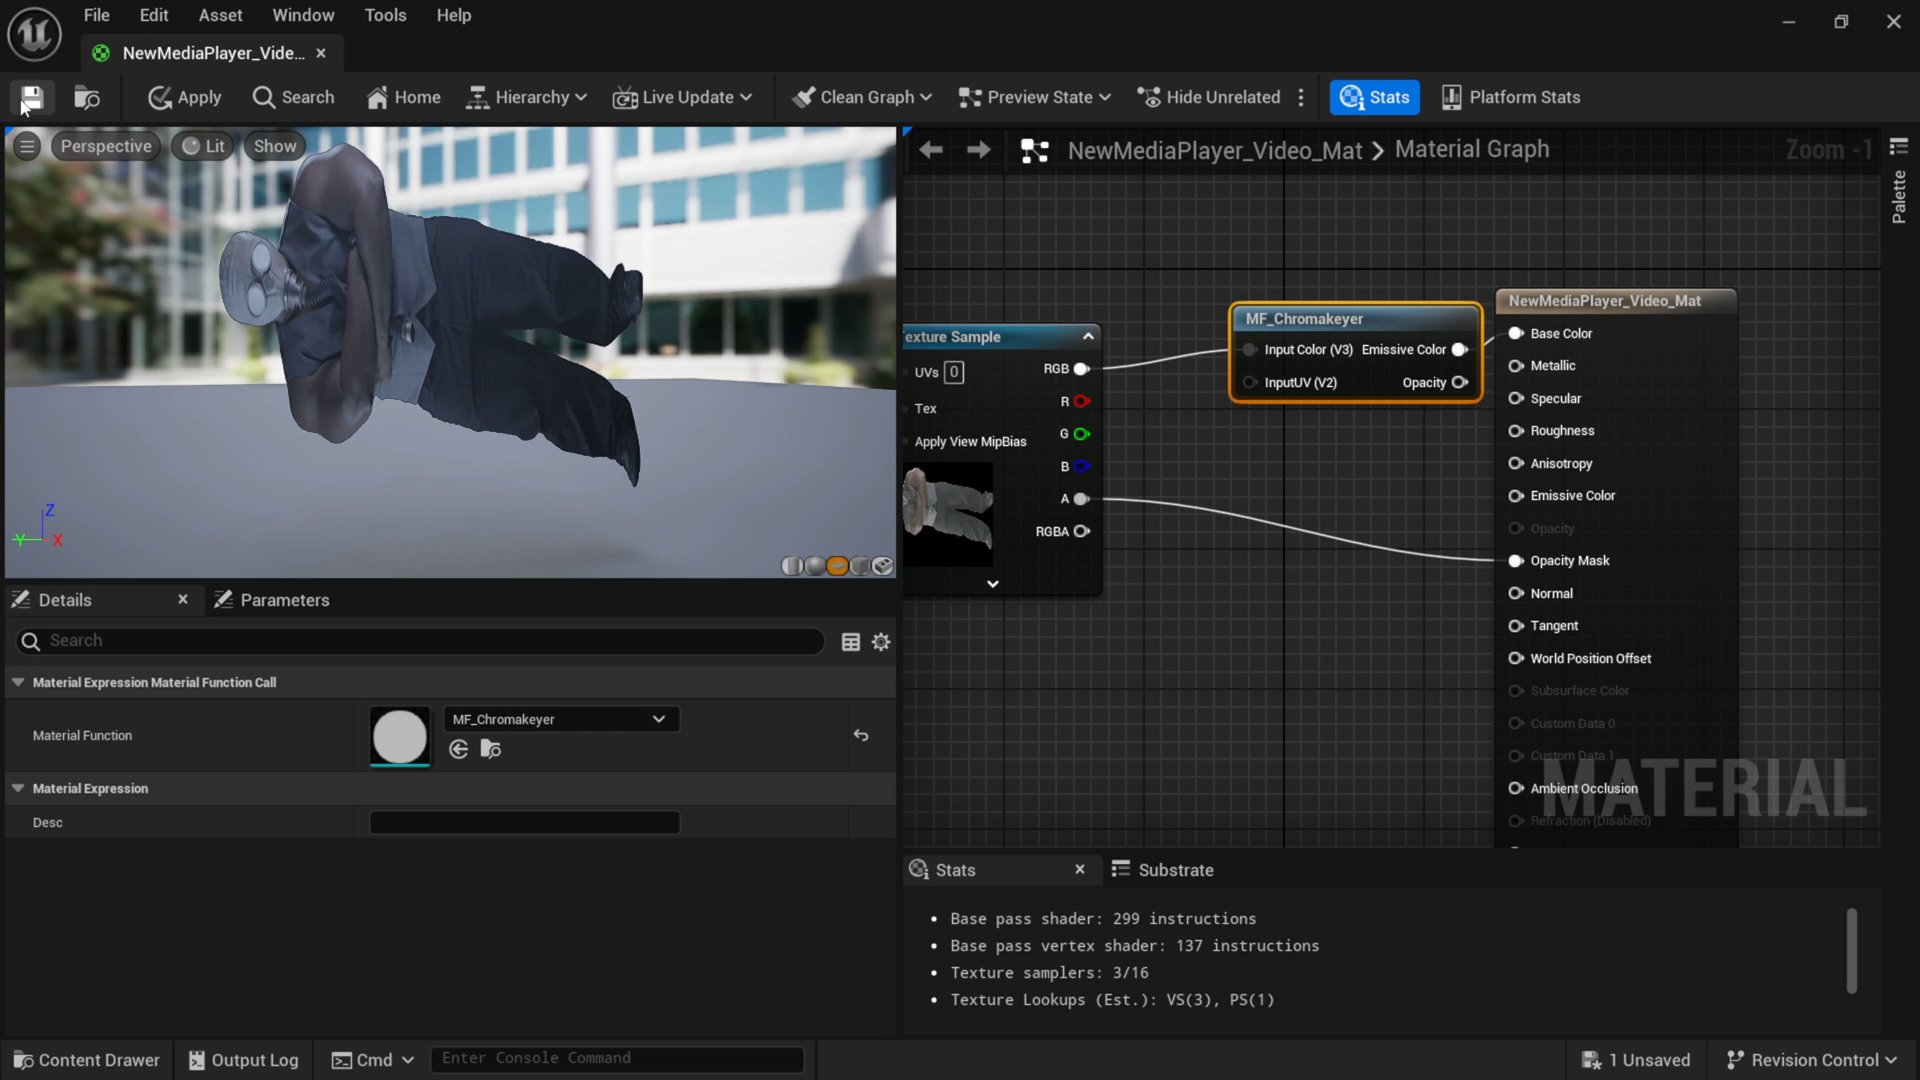 File Edit Asset Window Tools Help
NewMediaPlayer_Vide...
Apply Search Home Hierarchy Live Update Clean Graph Preview State Hide Unrelated Stats Platform Stats
Perspective Lit Show
NewMediaPlayer_Video_Mat Material Graph Zoom -1
Palette
Texture Sample
UVs 0 RGB
R
Tex
G
Apply View MipBias
B
A
RGBA
MF_Chromakeyer
Input Color (V3) Emissive Color
InputUV (V2) Opacity
NewMediaPlayer_Video_Mat
Base Color
Metallic
Specular
Roughness
Anisotropy
Emissive Color
Opacity
Opacity Mask
Normal
Tangent
World Position Offset
Subsurface Color
Custom Data 0
Custom Data 1
Ambient Occlusion
Refraction (Disabled)
MATERIAL
Z
Y X
Details Parameters
Search
Material Expression Material Function Call
Material Function MF_Chromakeyer
Material Expression
Desc
Stats Substrate
• Base pass shader: 299 instructions
• Base pass vertex shader: 137 instructions
• Texture samplers: 3/16
• Texture Lookups (Est.): VS(3), PS(1)
Content Drawer Output Log Cmd Enter Console Command 1 Unsaved Revision Control